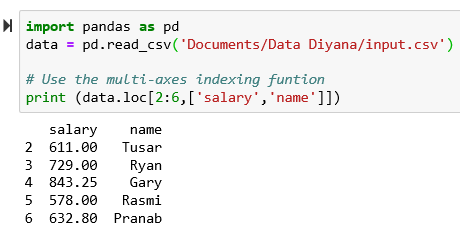 import pandas as pd
data = pd.read_csv('Documents/Data Diyana/input.csv')
# Use the multi-axes indexing funtion
print (data.loc[2:6,['salary','name']])
salary name
2 611.00 Tusar
3 729.00 Ryan
4 843.25 Gary
5 578.00 Rasmi
6 632.80 Pranab